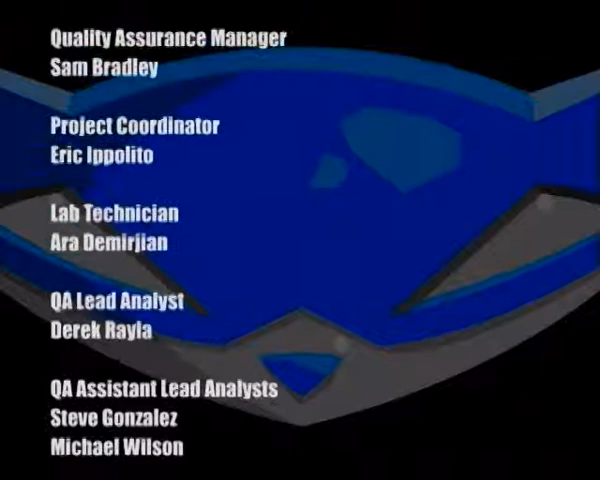 Quality Assurance Manager
Sam Bradley
Project Coordinator
Eric Ippolito
Lab Technician
Ara Demirjian
QA Lead Analyst
Derek Rayla
QA Assistant Lead Analysts
Steve Gonzalez
Michael Wilson